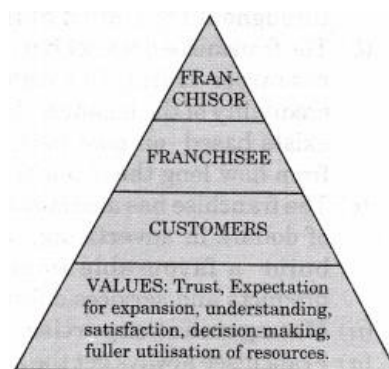 FRAN-
CHISOR
FRANCHISEE
CUSTOMERS
VALUES: Trust, Expectation
for expansion, understanding,
satisfaction, decision-making,
fuller utilisation of resources.